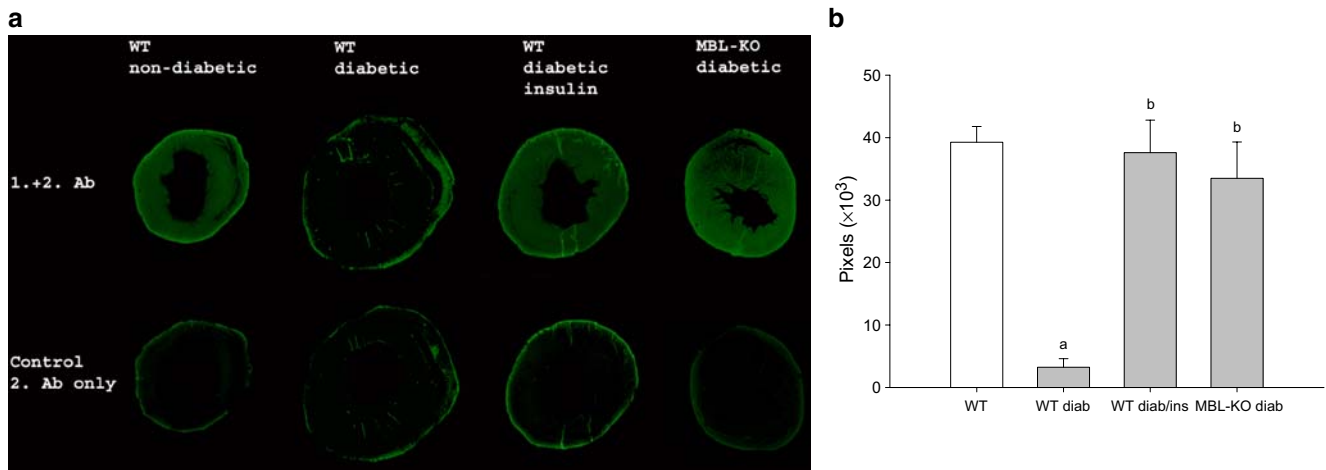 a
WT
non-diabetic
WT
diabetic
WT
diabetic
insulin
MBL-KO
diabetic
1.+2. Ab
Control
2. Ab only
b
Pixels (×10³)
50
40
30
20
10
0
a
b
b
WT
WT diab
WT diab/ins
MBL-KO diab